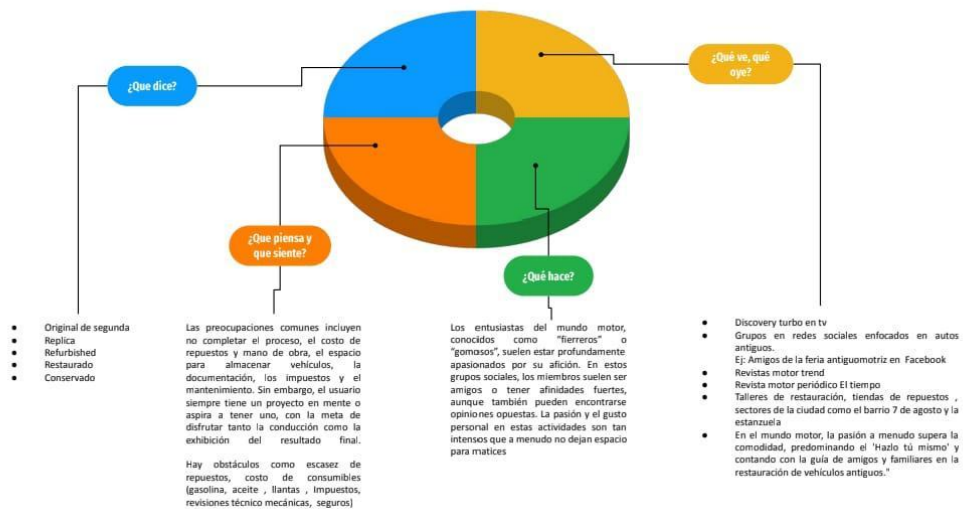 ¿Que dice?
¿Qué ve, qué
oye?
¿Que piensa y
que siente?
¿Qué hace?
● Original de segunda
● Replica
● Refurbished
● Restaurado
● Conservado
Las preocupaciones comunes incluyen
no completar el proceso, el costo de
repuestos y mano de obra, el espacio
para almacenar vehículos, la
documentación, los impuestos y el
mantenimiento. Sin embargo, el usuario
siempre tiene un proyecto en mente o
aspira a tener uno, con la meta de
disfrutar tanto la conducción como la
exhibición del resultado final.
Hay obstáculos como escasez de
repuestos, costo de consumibles
(gasolina, aceite , llantas , Impuestos,
revisiones técnico mecánicas, seguros)
Los entusiastas del mundo motor,
conocidos como "fierreros" o
"gomosos", suelen estar profundamente
apasionados por su afición. En estos
grupos sociales, los miembros suelen ser
amigos o tener afinidades fuertes,
aunque también pueden encontrarse
opiniones opuestas. La pasión y el gusto
personal en estas actividades son tan
intensos que a menudo no dejan espacio
para matices
● Discovery turbo en tv
● Grupos en redes sociales enfocados en autos
antiguos.
Ej: Amigos de la feria antiguomotriz en Facebook
● Revistas motor trend
● Revista motor periódico El tiempo
● Talleres de restauración, tiendas de repuestos ,
sectores de la ciudad como el barrio 7 de agosto y la
estanzuela
● En el mundo motor, la pasión a menudo supera la
comodidad, predominando el 'Hazlo tú mismo' y
contando con la guía de amigos y familiares en la
restauración de vehículos antiguos."